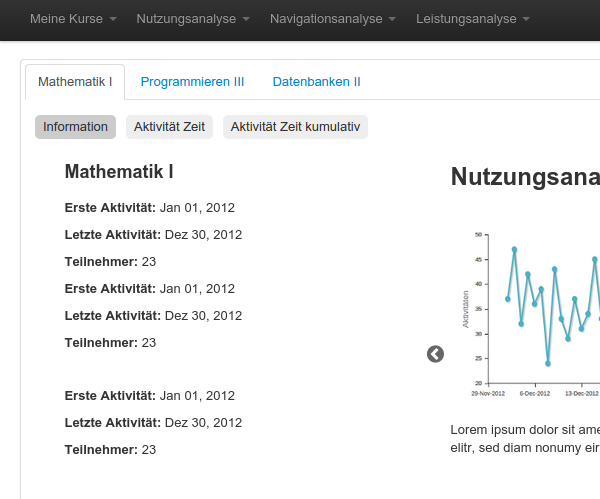 Meine Kurse Nutzungsanalyse Navigationsanalyse Leistungsanalyse
Mathematik I Programmieren III Datenbanken II
Information Aktivität Zeit Aktivität Zeit kumulativ
Mathematik I
Erste Aktivität: Jan 01, 2012
Letzte Aktivität: Dez 30, 2012
Teilnehmer: 23
Erste Aktivität: Jan 01, 2012
Letzte Aktivität: Dez 30, 2012
Teilnehmer: 23
Erste Aktivität: Jan 01, 2012
Letzte Aktivität: Dez 30, 2012
Teilnehmer: 23
Nutzungsana
50
45
40
35
30
25
20
Aktivitäten
29-Nov-2012 6-Dec-2012 13-Dec-2012
Lorem ipsum dolor sit ame
elitr, sed diam nonumy eir